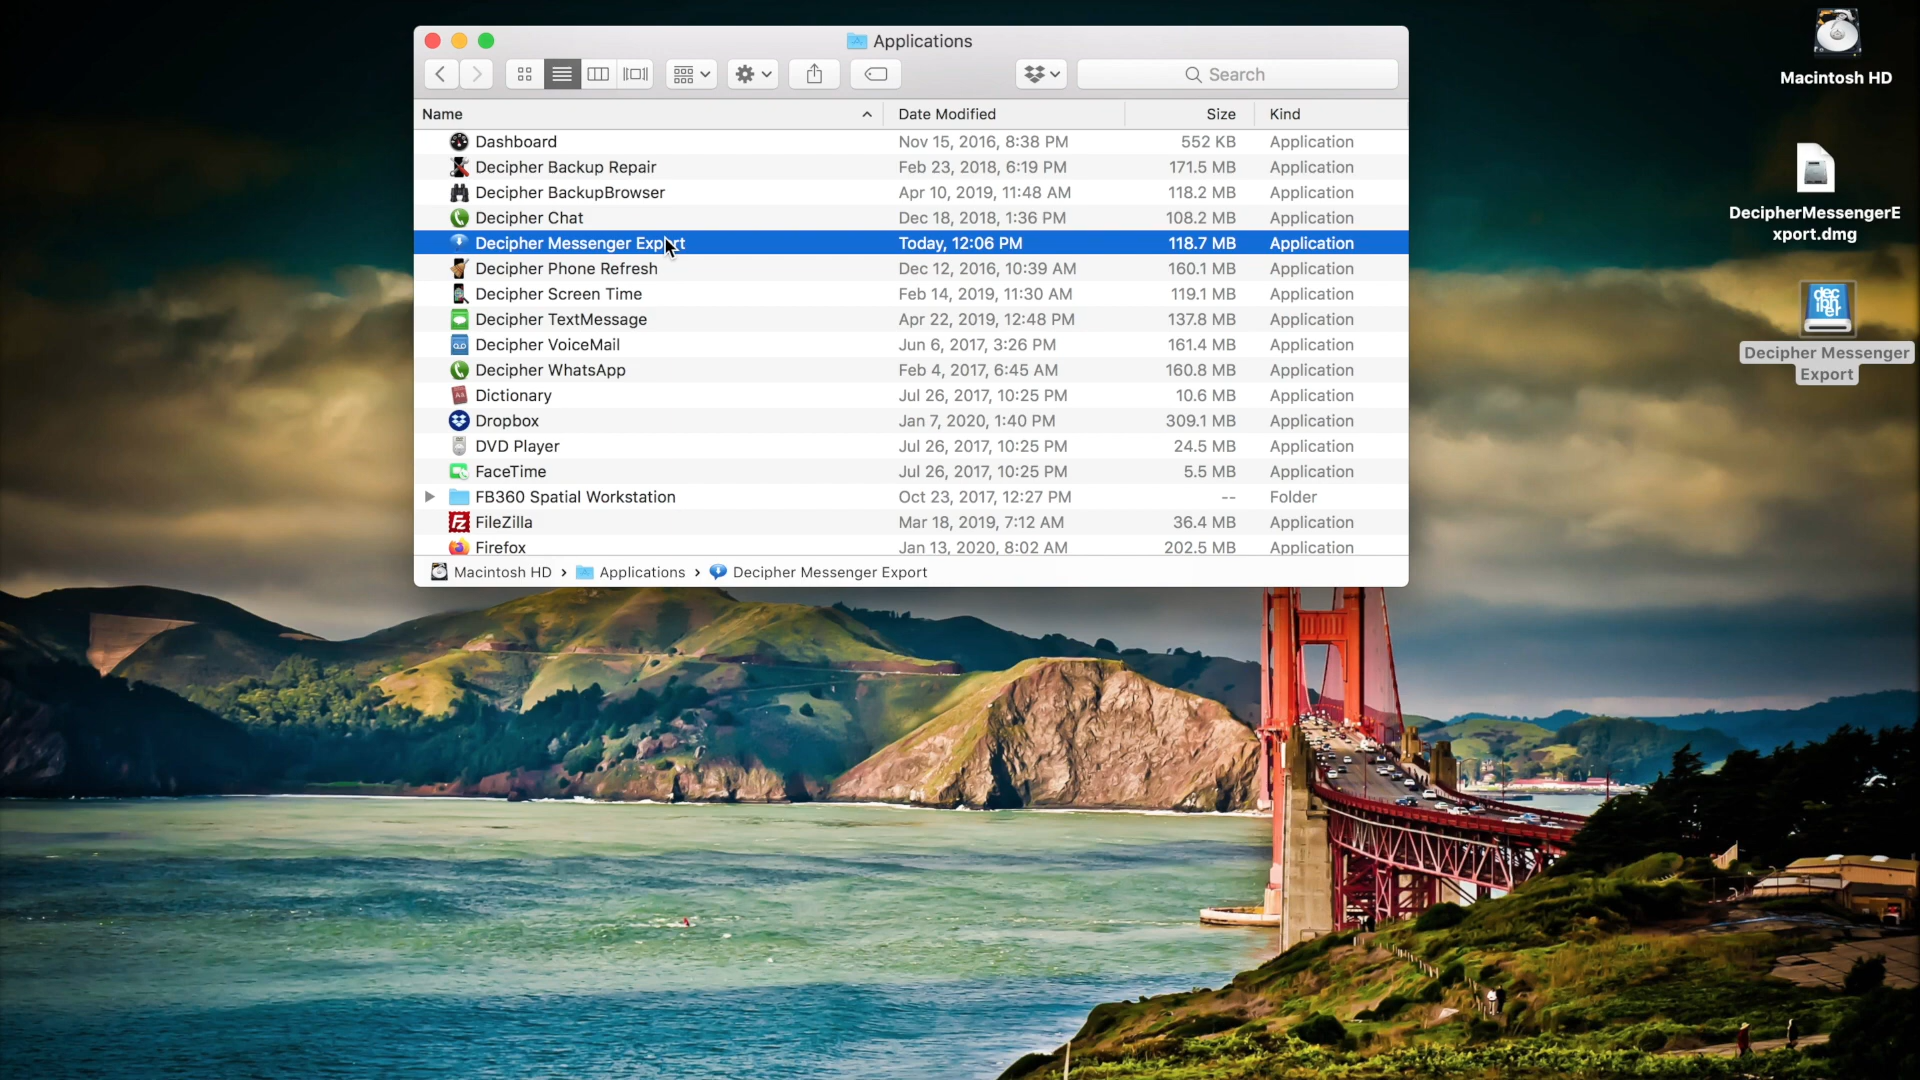 Applications
Search
Name Date Modified Size Kind
Dashboard Nov 15, 2016, 8:38 PM 552 KB Application
Decipher Backup Repair Feb 23, 2018, 6:19 PM 171.5 MB Application
Decipher BackupBrowser Apr 10, 2019, 11:48 AM 118.2 MB Application
Decipher Chat Dec 18, 2018, 1:36 PM 108.2 MB Application
Decipher Messenger Export Today, 12:06 PM 118.7 MB Application
Decipher Phone Refresh Dec 12, 2016, 10:39 AM 160.1 MB Application
Decipher Screen Time Feb 14, 2019, 11:30 AM 119.1 MB Application
Decipher TextMessage Apr 22, 2019, 12:48 PM 137.8 MB Application
Decipher VoiceMail Jun 6, 2017, 3:26 PM 161.4 MB Application
Decipher WhatsApp Feb 4, 2017, 6:45 AM 160.8 MB Application
Dictionary Jul 26, 2017, 10:25 PM 10.6 MB Application
Dropbox Jan 7, 2020, 1:40 PM 309.1 MB Application
DVD Player Jul 26, 2017, 10:25 PM 24.5 MB Application
FaceTime Jul 26, 2017, 10:25 PM 5.5 MB Application
FB360 Spatial Workstation Oct 23, 2017, 12:27 PM -- Folder
FileZilla Mar 18, 2019, 7:12 AM 36.4 MB Application
Firefox Jan 13, 2020, 8:02 AM 202.5 MB Application
Macintosh HD › Applications › Decipher Messenger Export
Macintosh HD
DecipherMessengerE
xport.dmg
dec
iph
er
Decipher Messenger
Export